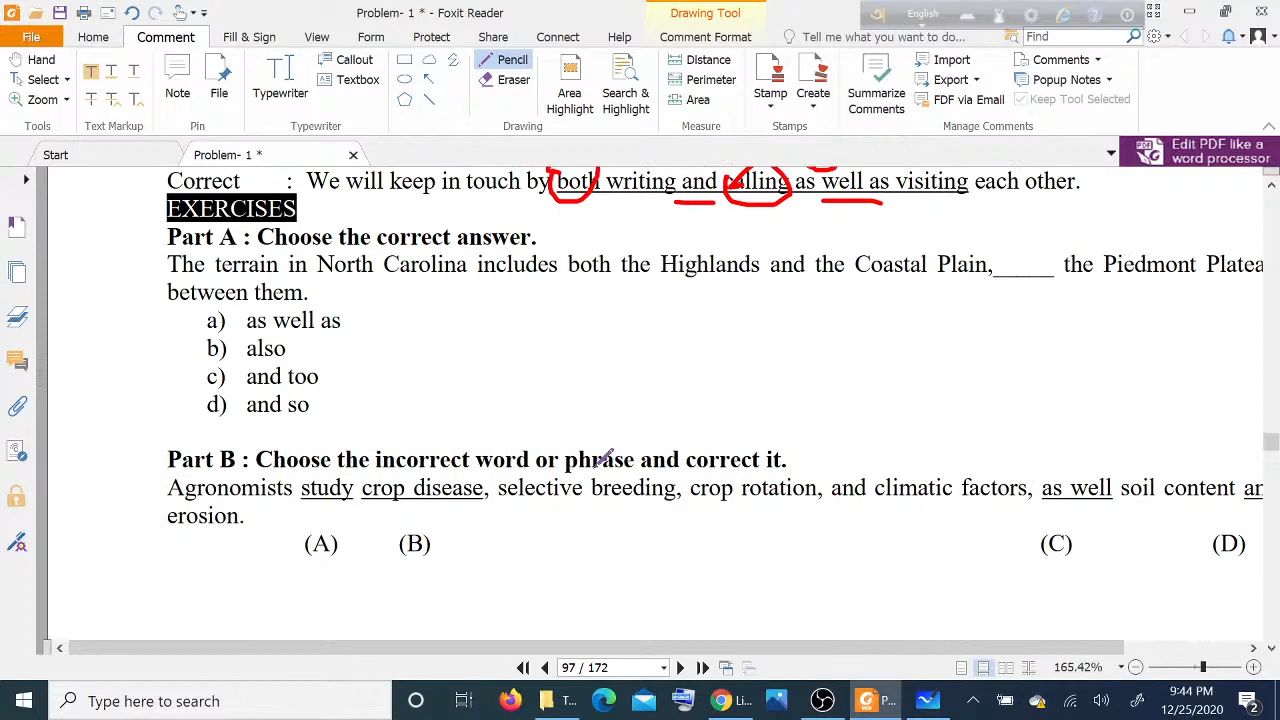 Problem- 1 * - Foxit Reader
Drawing Tool
English
File Home Comment Fill & Sign View Form Protect Share Connect Help Comment Format Tell me what you want to do... Find
Hand
Select
Zoom
Tools
Text Markup
Note
File
Pin
Typewriter
Callout
Textbox
Typewriter
Pencil
Eraser
Drawing
Area Highlight
Search & Highlight
Distance
Perimeter
Area
Measure
Stamp
Create
Stamps
Summarize Comments
Import
Export
FDF via Email
Comments
Popup Notes
Keep Tool Selected
Manage Comments
Start
Problem- 1 *
Edit PDF like a
word processor
Correct : We will keep in touch by both writing and calling as well as visiting each other.
EXERCISES
Part A : Choose the correct answer.
The terrain in North Carolina includes both the Highlands and the Coastal Plain,_____ the Piedmont Platea
between them.
a) as well as
b) also
c) and too
d) and so
Part B : Choose the incorrect word or phrase and correct it.
Agronomists study crop disease, selective breeding, crop rotation, and climatic factors, as well soil content an
erosion.
(A) (B) (C) (D)
97 / 172
165.42%
Type here to search
T...
Li...
P...
9:44 PM
12/25/2020
2